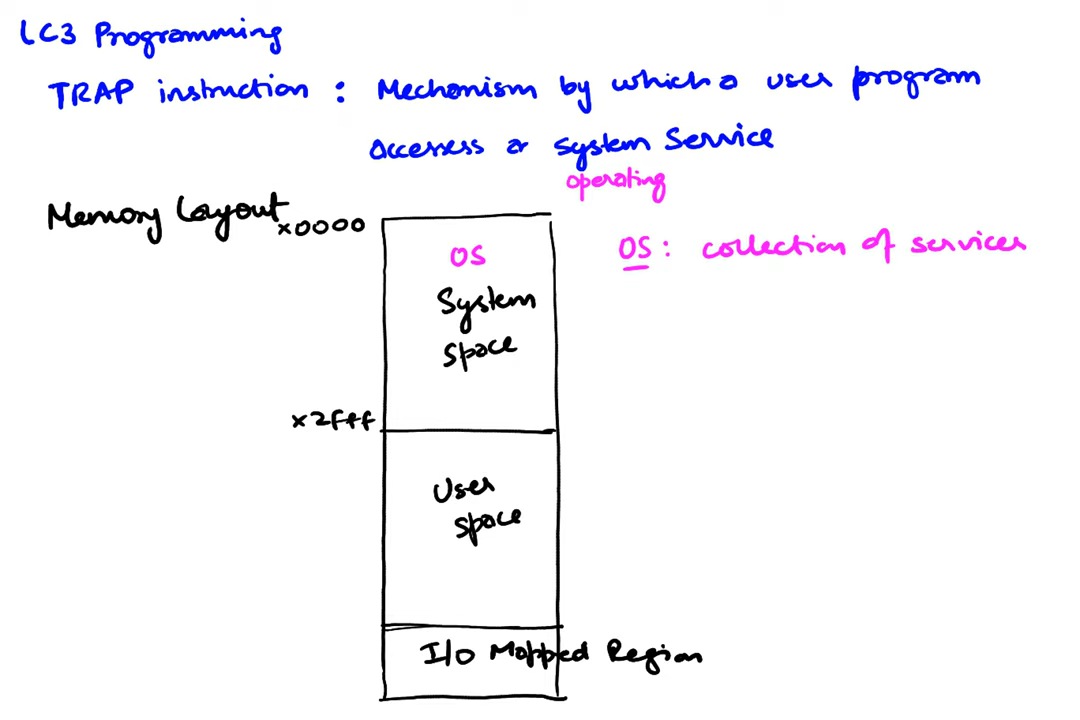 LC3 Programming
TRAP instruction : Mechanism by which a user program
accesses a system service
operating
Memory Layout
x0000
OS
OS : collection of services
System
space
x2fff
User
space
I/O Mapped Region